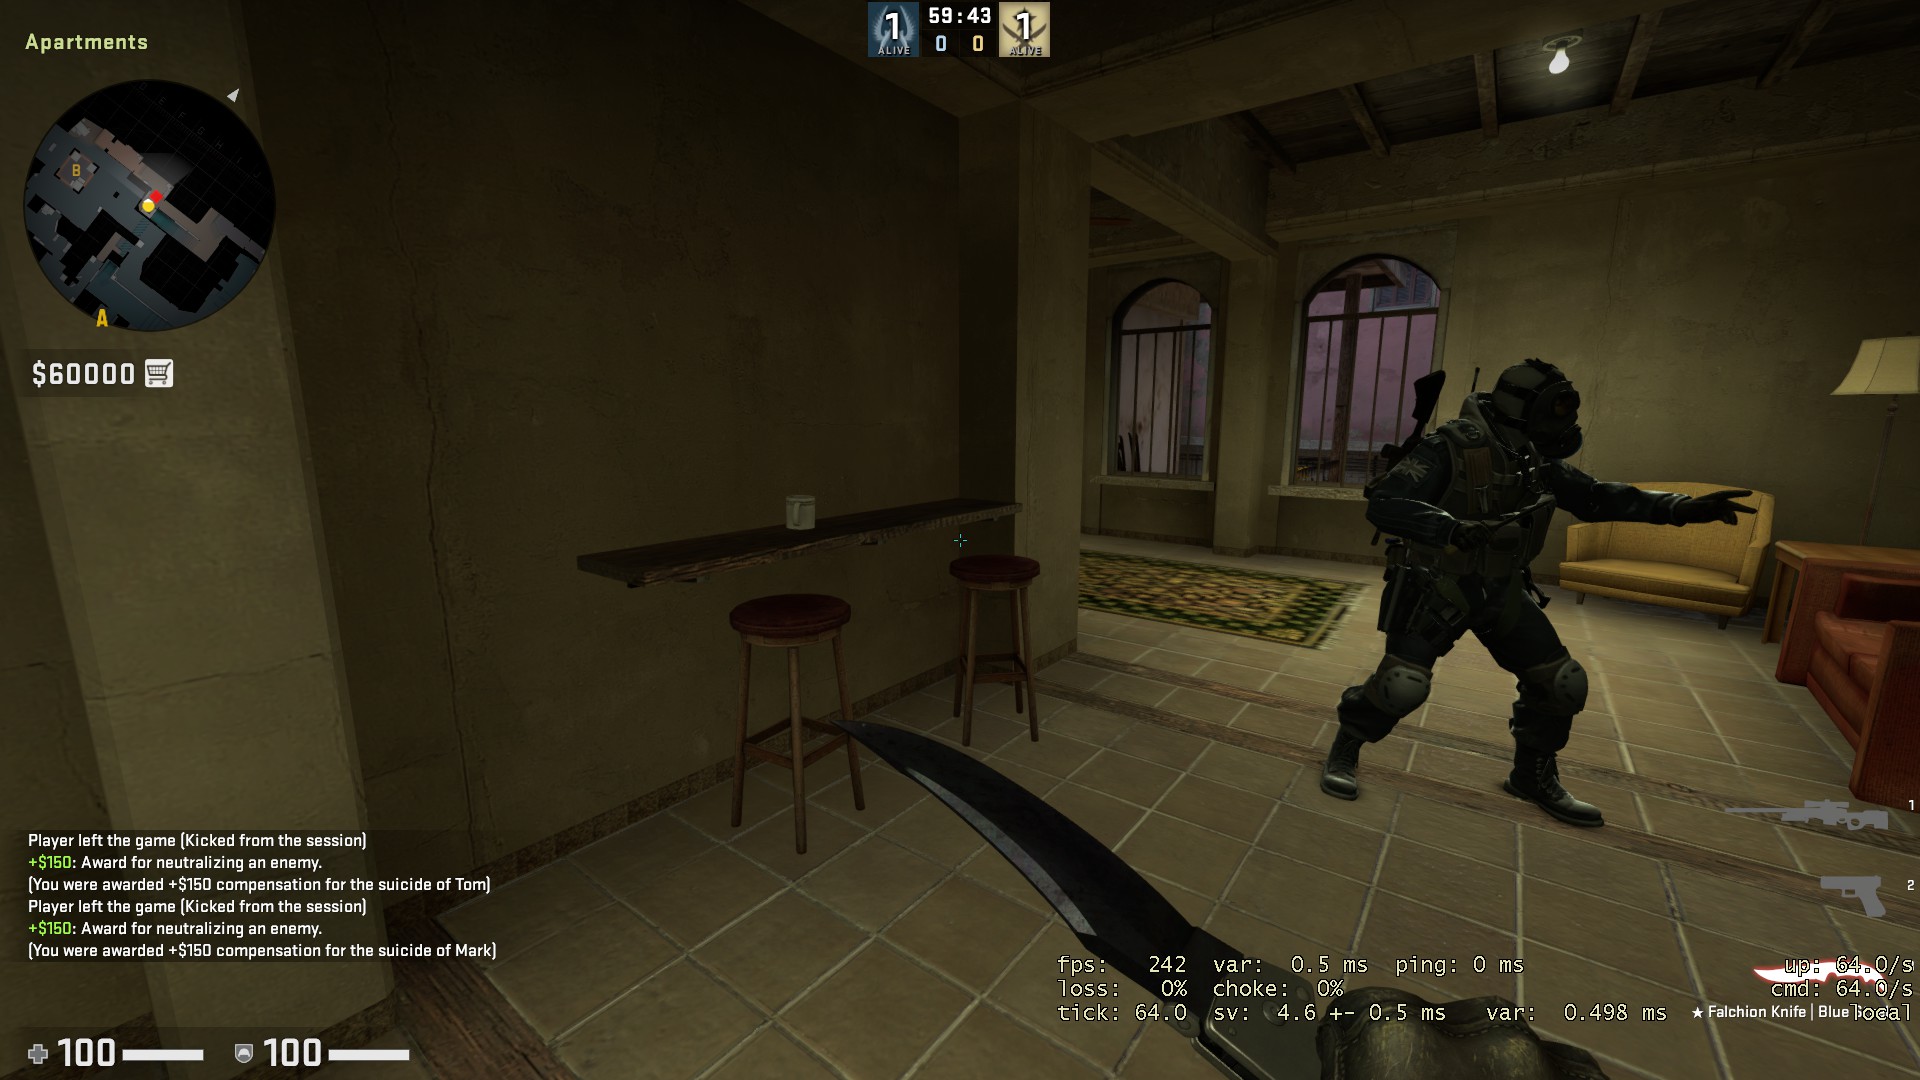 Apartments
1 59:43 1
ALIVE 0 0 ALIVE
B
A
$60000
1
2
Player left the game (Kicked from the session)
+$150: Award for neutralizing an enemy.
(You were awarded +$150 compensation for the suicide of Tom)
Player left the game (Kicked from the session)
+$150: Award for neutralizing an enemy.
(You were awarded +$150 compensation for the suicide of Mark)
fps: 242 var: 0.5 ms ping: 0 ms up: 64.0/s
loss: 0% choke: 0% cmd: 64.0/s
tick: 64.0 sv: 4.6 +- 0.5 ms var: 0.498 ms local
★ Falchion Knife | Blue
100 100